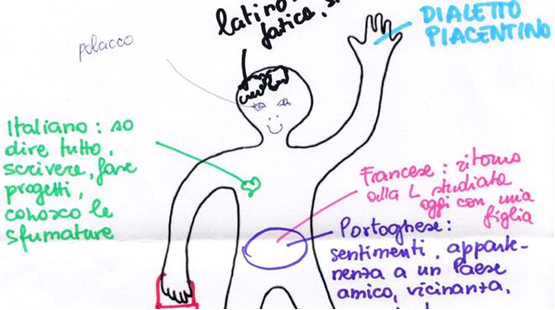 latino:
fatica,
polacco
DIALETTO
PIACENTINO
Italiano: so
dire tutto,
scrivere, fare
progetti,
conosco le
sfumature
Francese: ritorno
alla L studiata
oggi con mia
figlia
Portoghese:
sentimenti, apparte-
nenza a un Paese
amico, vicinanza,